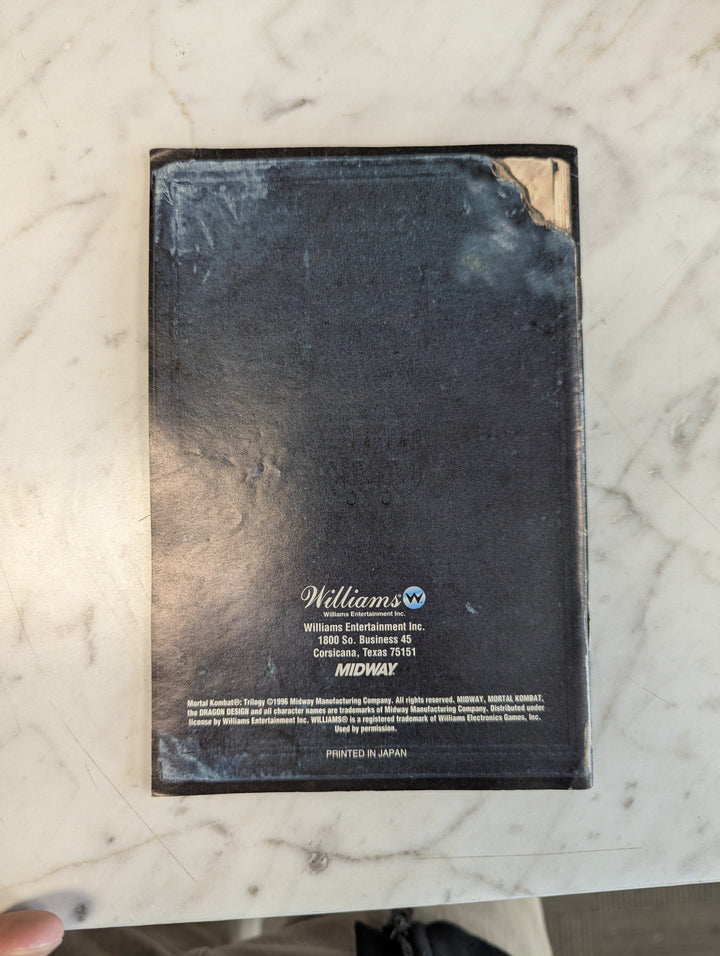 Williams® W
Williams Entertainment Inc.
Williams Entertainment Inc.
1800 So. Business 45
Corsicana, Texas 75151
MIDWAY
Mortal Kombat®: Trilogy ©1996 Midway Manufacturing Company. All rights reserved. MIDWAY, MORTAL KOMBAT,
the DRAGON DESIGN and all character names are trademarks of Midway Manufacturing Company. Distributed under
license by Williams Entertainment Inc. WILLIAMS® is a registered trademark of Williams Electronics Games, Inc.
Used by permission.
PRINTED IN JAPAN